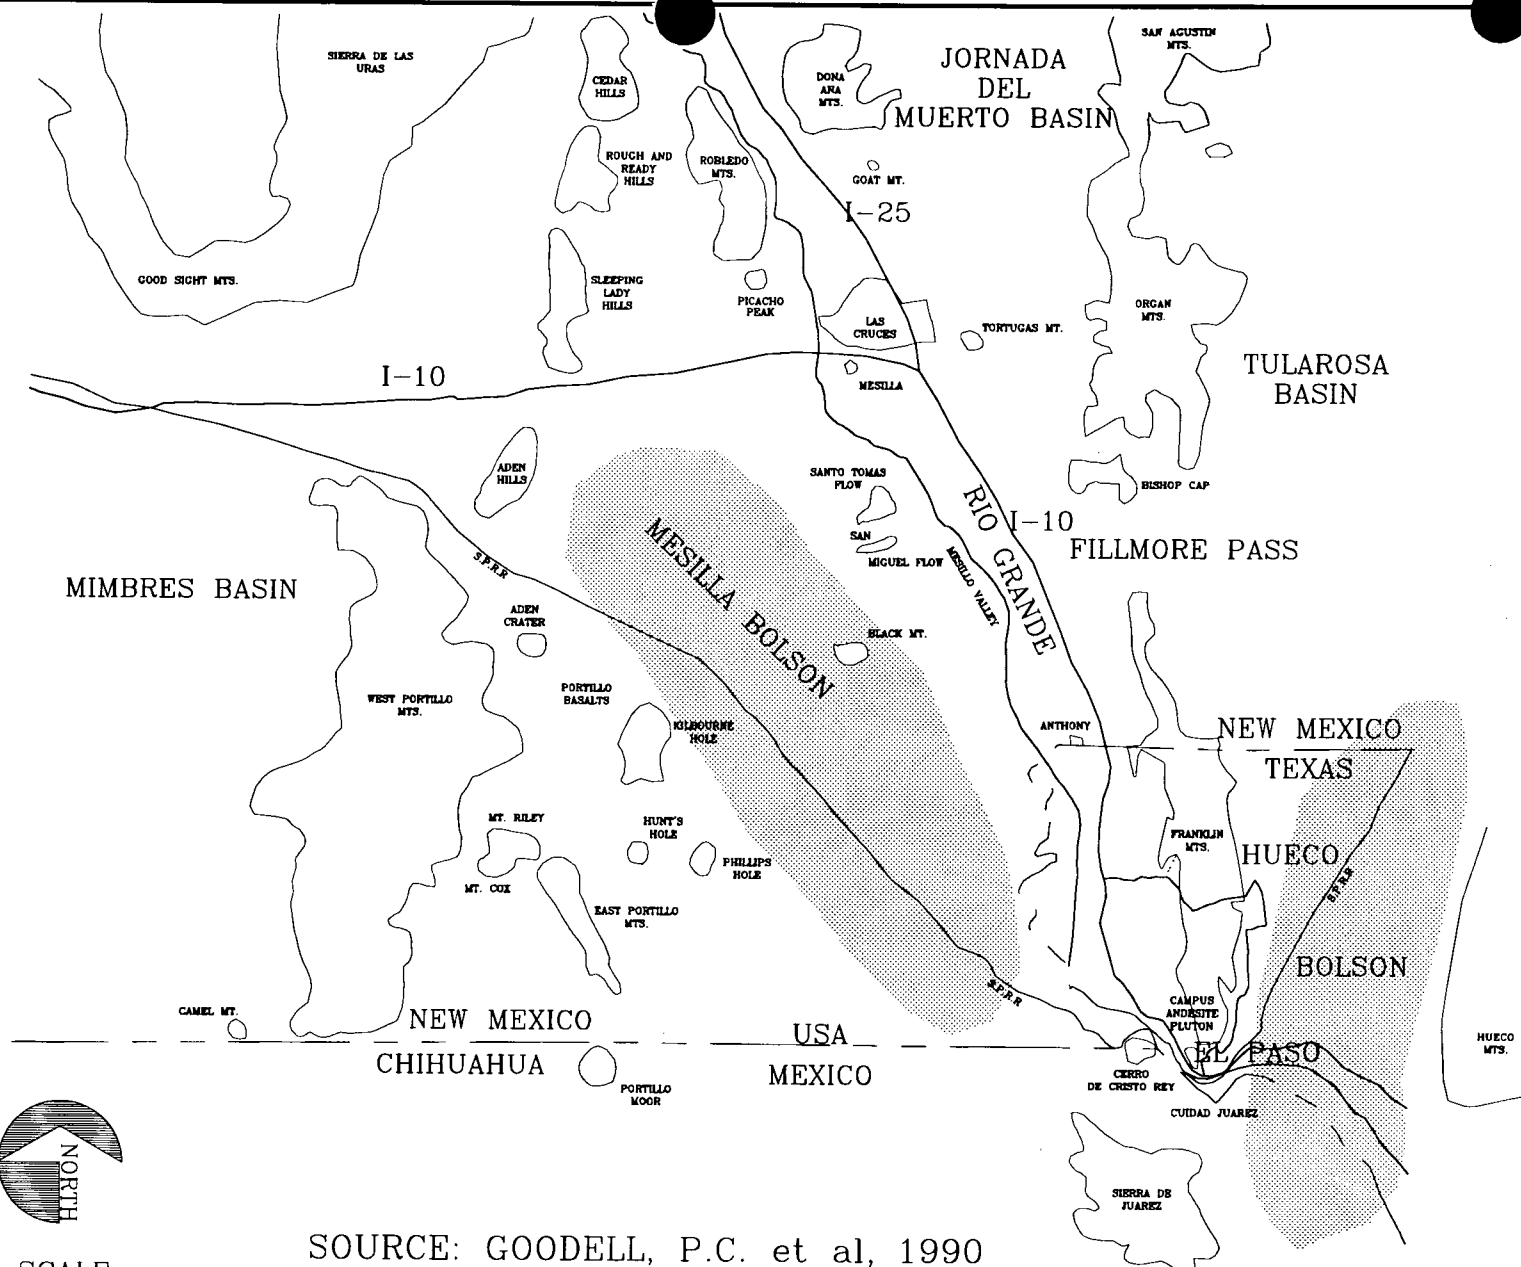 SIERRA DE LAS
URAS
CEDAR
HILLS
DONA
ANA
MTS.
JORNADA
DEL
MUERTO BASIN
SAN AGUSTIN
MTS.
ROUGH AND
READY
HILLS
ROBLEDO
MTS.
GOAT MT.
I-25
GOOD SIGHT MTS.
SLEEPING
LADY
HILLS
PICACHO
PEAK
LAS
CRUCES
TORTUGAS MT.
ORGAN
MTS.
TULAROSA
BASIN
I-10
MESILLA
ADEN
HILLS
SANTO TOMAS
FLOW
BISHOP CAP
RIO GRANDE
I-10
SAN
MIGUEL FLOW
FILLMORE PASS
MESILLA BOLSON
MESILLO VALLEY
S.P.R.R
MIMBRES BASIN
ADEN
CRATER
BLACK MT.
WEST PORTILLO
MTS.
PORTILLO
BASALTS
KILBOURNE
HOLE
ANTHONY
NEW MEXICO
TEXAS
MT. RILEY
HUNT'S
HOLE
PHILLIPS
HOLE
FRANKLIN
MTS.
HUECO
S.P.R.R
MT. COX
EAST PORTILLO
MTS.
BOLSON
S.P.R.R
CAMEL MT.
NEW MEXICO
CHIHUAHUA
USA
MEXICO
CAMPUS
ANDESITE
PLUTON
EL PASO
HUECO
MTS.
PORTILLO
MOOR
CERRO
DE CRISTO REY
CUIDAD JUAREZ
NORTH
SIERRA DE
JUAREZ
SOURCE: GOODELL, P.C. et al, 1990
SCALE